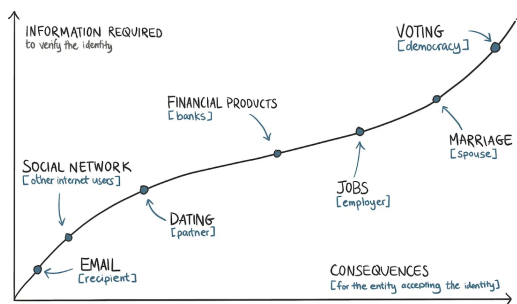 INFORMATION REQUIRED
to verify the identity
VOTING
[democracy]
FINANCIAL PRODUCTS
[banks]
MARRIAGE
[spouse]
SOCIAL NETWORK
[other internet users]
JOBS
[employer]
DATING
[partner]
EMAIL
[recipient]
CONSEQUENCES
[for the entity accepting the identity]